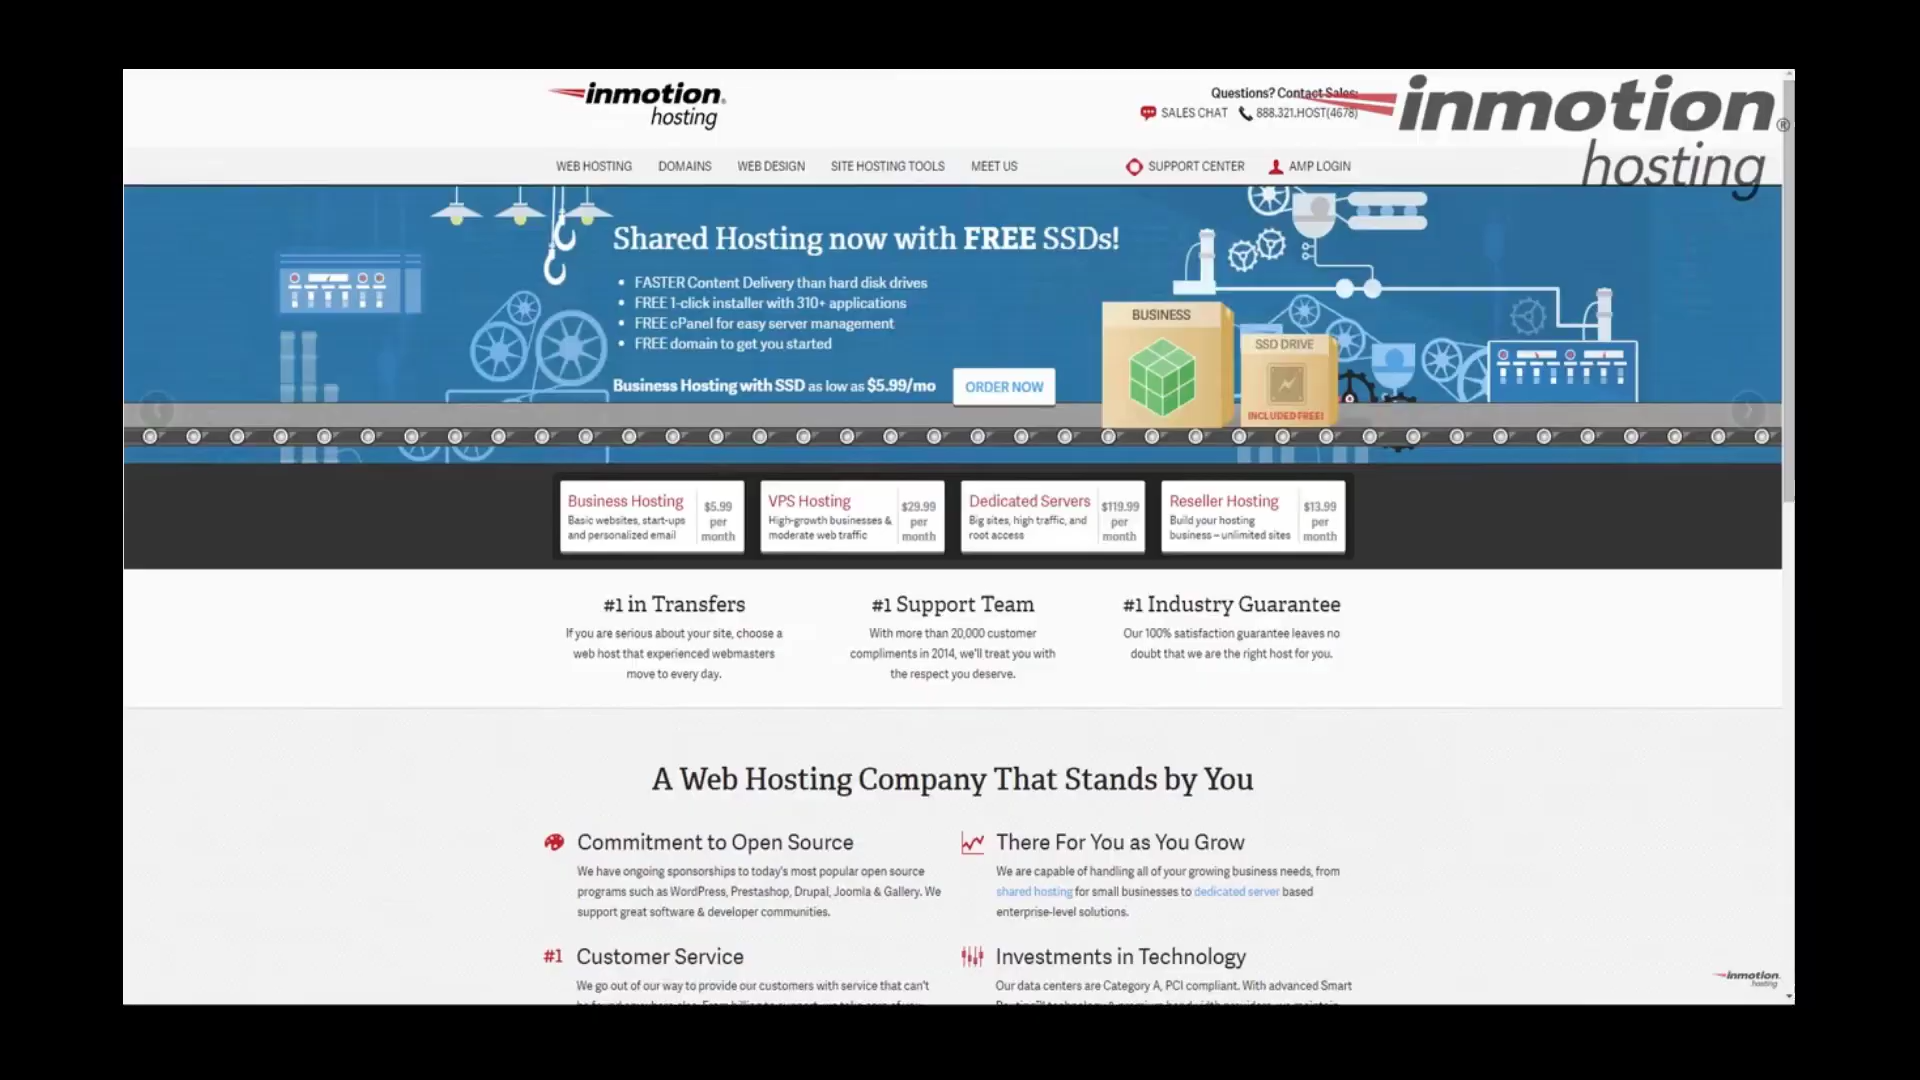 inmotion
hosting
Questions? Contact Sales:
SALES CHAT 888.321.HOST(4678)
inmotion®
hosting
WEB HOSTING DOMAINS WEB DESIGN SITE HOSTING TOOLS MEET US SUPPORT CENTER AMP LOGIN
Shared Hosting now with FREE SSDs!
• FASTER Content Delivery than hard disk drives
• FREE 1-click installer with 310+ applications
• FREE cPanel for easy server management
• FREE domain to get you started
Business Hosting with SSD as low as $5.99/mo
ORDER NOW
BUSINESS
SSD DRIVE
INCLUDED FREE!
Business Hosting
Basic websites, start-ups
and personalized email
$5.99
per
month
VPS Hosting
High-growth businesses &
moderate web traffic
$29.99
per
month
Dedicated Servers
Big sites, high traffic, and
root access
$119.99
per
month
Reseller Hosting
Build your hosting
business – unlimited sites
$13.99
per
month
#1 in Transfers
If you are serious about your site, choose a
web host that experienced webmasters
move to every day.
#1 Support Team
With more than 20,000 customer
compliments in 2014, we'll treat you with
the respect you deserve.
#1 Industry Guarantee
Our 100% satisfaction guarantee leaves no
doubt that we are the right host for you.
A Web Hosting Company That Stands by You
Commitment to Open Source
We have ongoing sponsorships to today's most popular open source
programs such as WordPress, Prestashop, Drupal, Joomla & Gallery. We
support great software & developer communities.
There For You as You Grow
We are capable of handling all of your growing business needs, from
shared hosting for small businesses to dedicated server based
enterprise-level solutions.
#1 Customer Service
We go out of our way to provide our customers with service that can't
Investments in Technology
Our data centers are Category A, PCI compliant. With advanced Smart
inmotion
hosting